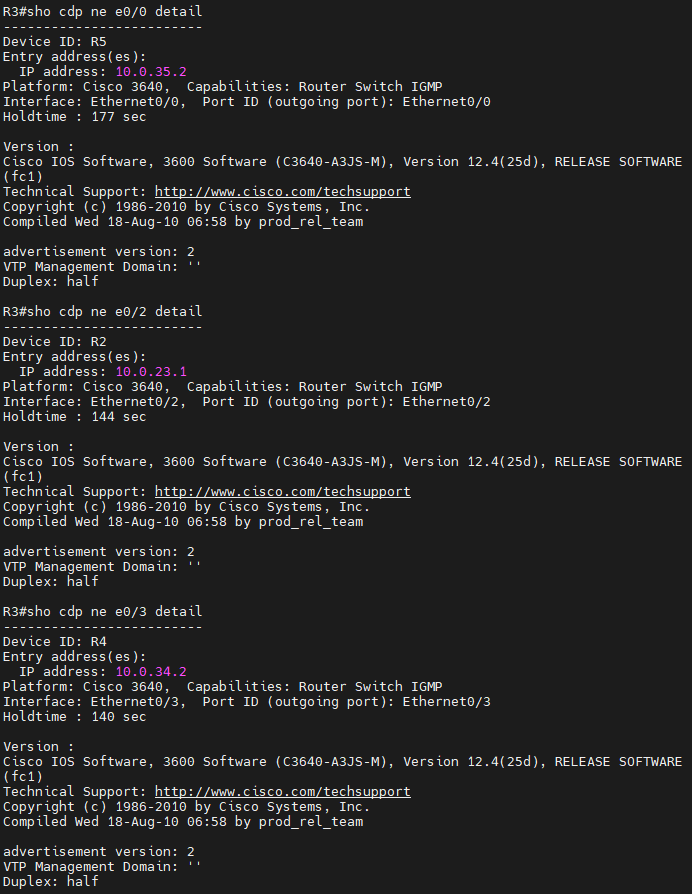 R3#sho cdp ne e0/0 detail
-------------------------
Device ID: R5
Entry address(es):
  IP address: 10.0.35.2
Platform: Cisco 3640,  Capabilities: Router Switch IGMP
Interface: Ethernet0/0,  Port ID (outgoing port): Ethernet0/0
Holdtime : 177 sec

Version :
Cisco IOS Software, 3600 Software (C3640-A3JS-M), Version 12.4(25d), RELEASE SOFTWARE
(fc1)
Technical Support: http://www.cisco.com/techsupport
Copyright (c) 1986-2010 by Cisco Systems, Inc.
Compiled Wed 18-Aug-10 06:58 by prod_rel_team

advertisement version: 2
VTP Management Domain: ''
Duplex: half

R3#sho cdp ne e0/2 detail
-------------------------
Device ID: R2
Entry address(es):
  IP address: 10.0.23.1
Platform: Cisco 3640,  Capabilities: Router Switch IGMP
Interface: Ethernet0/2,  Port ID (outgoing port): Ethernet0/2
Holdtime : 144 sec

Version :
Cisco IOS Software, 3600 Software (C3640-A3JS-M), Version 12.4(25d), RELEASE SOFTWARE
(fc1)
Technical Support: http://www.cisco.com/techsupport
Copyright (c) 1986-2010 by Cisco Systems, Inc.
Compiled Wed 18-Aug-10 06:58 by prod_rel_team

advertisement version: 2
VTP Management Domain: ''
Duplex: half

R3#sho cdp ne e0/3 detail
-------------------------
Device ID: R4
Entry address(es):
  IP address: 10.0.34.2
Platform: Cisco 3640,  Capabilities: Router Switch IGMP
Interface: Ethernet0/3,  Port ID (outgoing port): Ethernet0/3
Holdtime : 140 sec

Version :
Cisco IOS Software, 3600 Software (C3640-A3JS-M), Version 12.4(25d), RELEASE SOFTWARE
(fc1)
Technical Support: http://www.cisco.com/techsupport
Copyright (c) 1986-2010 by Cisco Systems, Inc.
Compiled Wed 18-Aug-10 06:58 by prod_rel_team

advertisement version: 2
VTP Management Domain: ''
Duplex: half